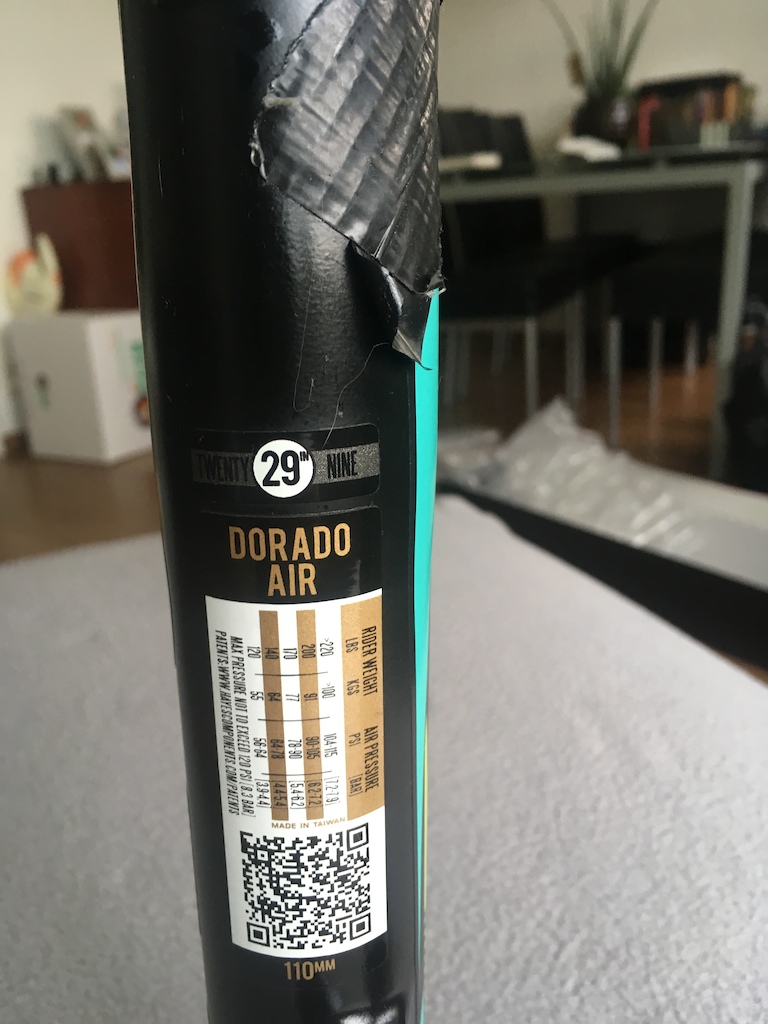 TWENTY 29IN NINE
DORADO
AIR
RIDER WEIGHT AIR PRESSURE
LBS KGS PSI [BAR]
>220 >100 104-115 [7.2-7.9]
200 91 90-105 [6.2-7.2]
170 77 78-90 [5.4-6.2]
140 64 64-78 [4.4-5.4]
120 55 56-64 [3.9-4.4]
MAX PRESSURE NOT TO EXCEED 120 PSI [8.3 BAR]
PATENTS: WWW.HAYESCOMPONENTS.COM/PATENTS
MADE IN TAIWAN
110MM